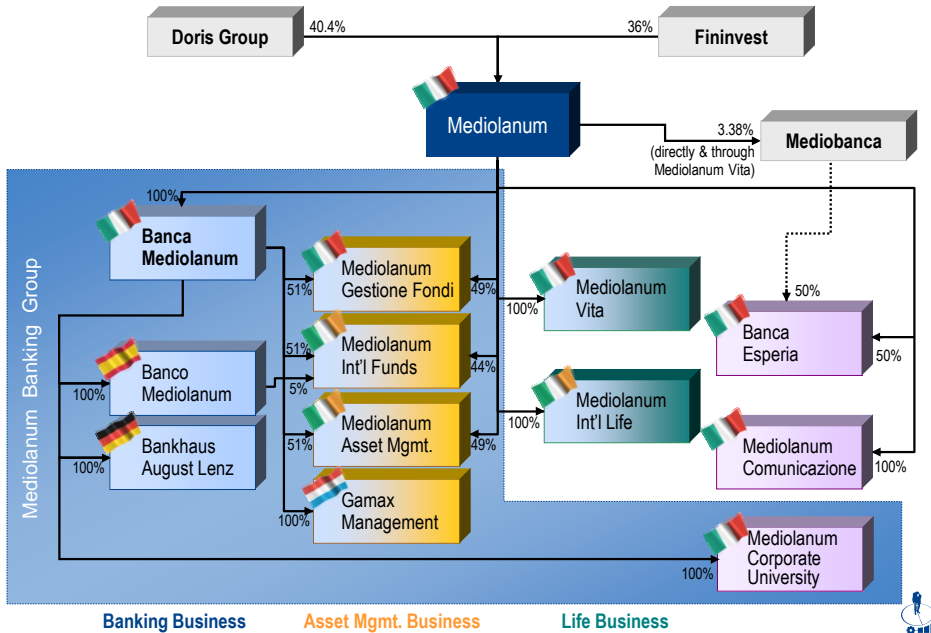 Doris Group
40.4%
36%
Fininvest
Mediolanum
3.38%
(directly & through
Mediolanum Vita)
Mediobanca
100%
Banca
Mediolanum
Mediolanum Banking Group
51%
Mediolanum
Gestione Fondi
49%
100%
Mediolanum
Vita
50%
Banca
Esperia
50%
100%
Banco
Mediolanum
51%
5%
Mediolanum
Int'l Funds
44%
100%
Mediolanum
Int'l Life
100%
Bankhaus
August Lenz
51%
Mediolanum
Asset Mgmt.
49%
Mediolanum
Comunicazione
100%
100%
Gamax
Management
100%
Mediolanum
Corporate
University
Banking Business
Asset Mgmt. Business
Life Business